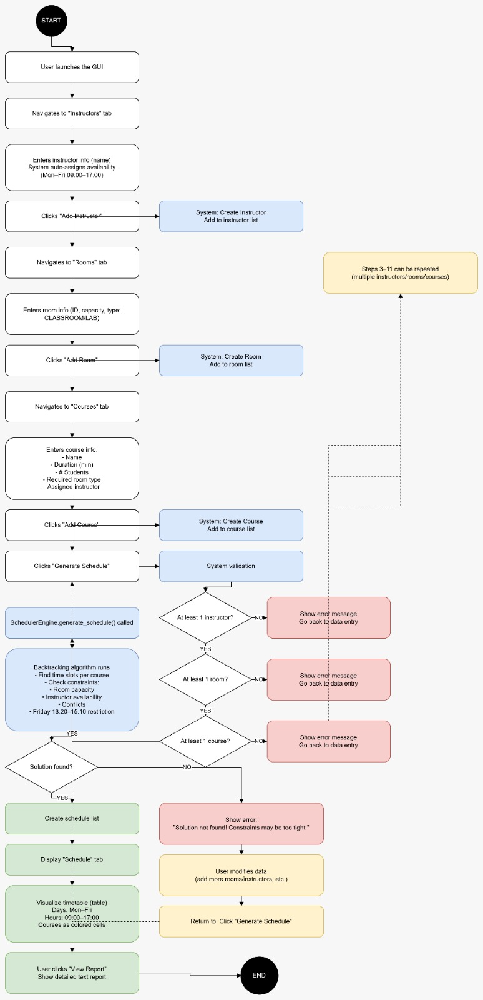 START
User launches the GUI
Navigates to "Instructors" tab
Enters instructor info (name)
System auto-assigns availability
(Mon–Fri 09:00–17:00)
Clicks "Add Instructor"
System: Create Instructor
Add to instructor list
Navigates to "Rooms" tab
Steps 3–11 can be repeated
(multiple instructors/rooms/courses)
Enters room info (ID, capacity, type:
CLASSROOM/LAB)
Clicks "Add Room"
System: Create Room
Add to room list
Navigates to "Courses" tab
Enters course info:
- Name
- Duration (min)
- # Students
- Required room type
- Assigned instructor
Clicks "Add Course"
System: Create Course
Add to course list
Clicks "Generate Schedule"
System validation
SchedulerEngine.generate_schedule() called
At least 1 instructor?
NO
Show error message
Go back to data entry
YES
Backtracking algorithm runs
- Find time slots per course
- Check constraints:
• Room capacity
• Instructor availability
• Conflicts
• Friday 13:20–15:10 restriction
At least 1 room?
NO
Show error message
Go back to data entry
YES
At least 1 course?
NO
Show error message
Go back to data entry
YES
Solution found?
NO
YES
Create schedule list
Show error:
"Solution not found! Constraints may be too tight."
Display "Schedule" tab
User modifies data
(add more rooms/instructors, etc.)
Visualize timetable (table)
Days: Mon–Fri
Hours: 09:00–17:00
Courses as colored cells
Return to: Click "Generate Schedule"
User clicks "View Report"
Show detailed text report
END